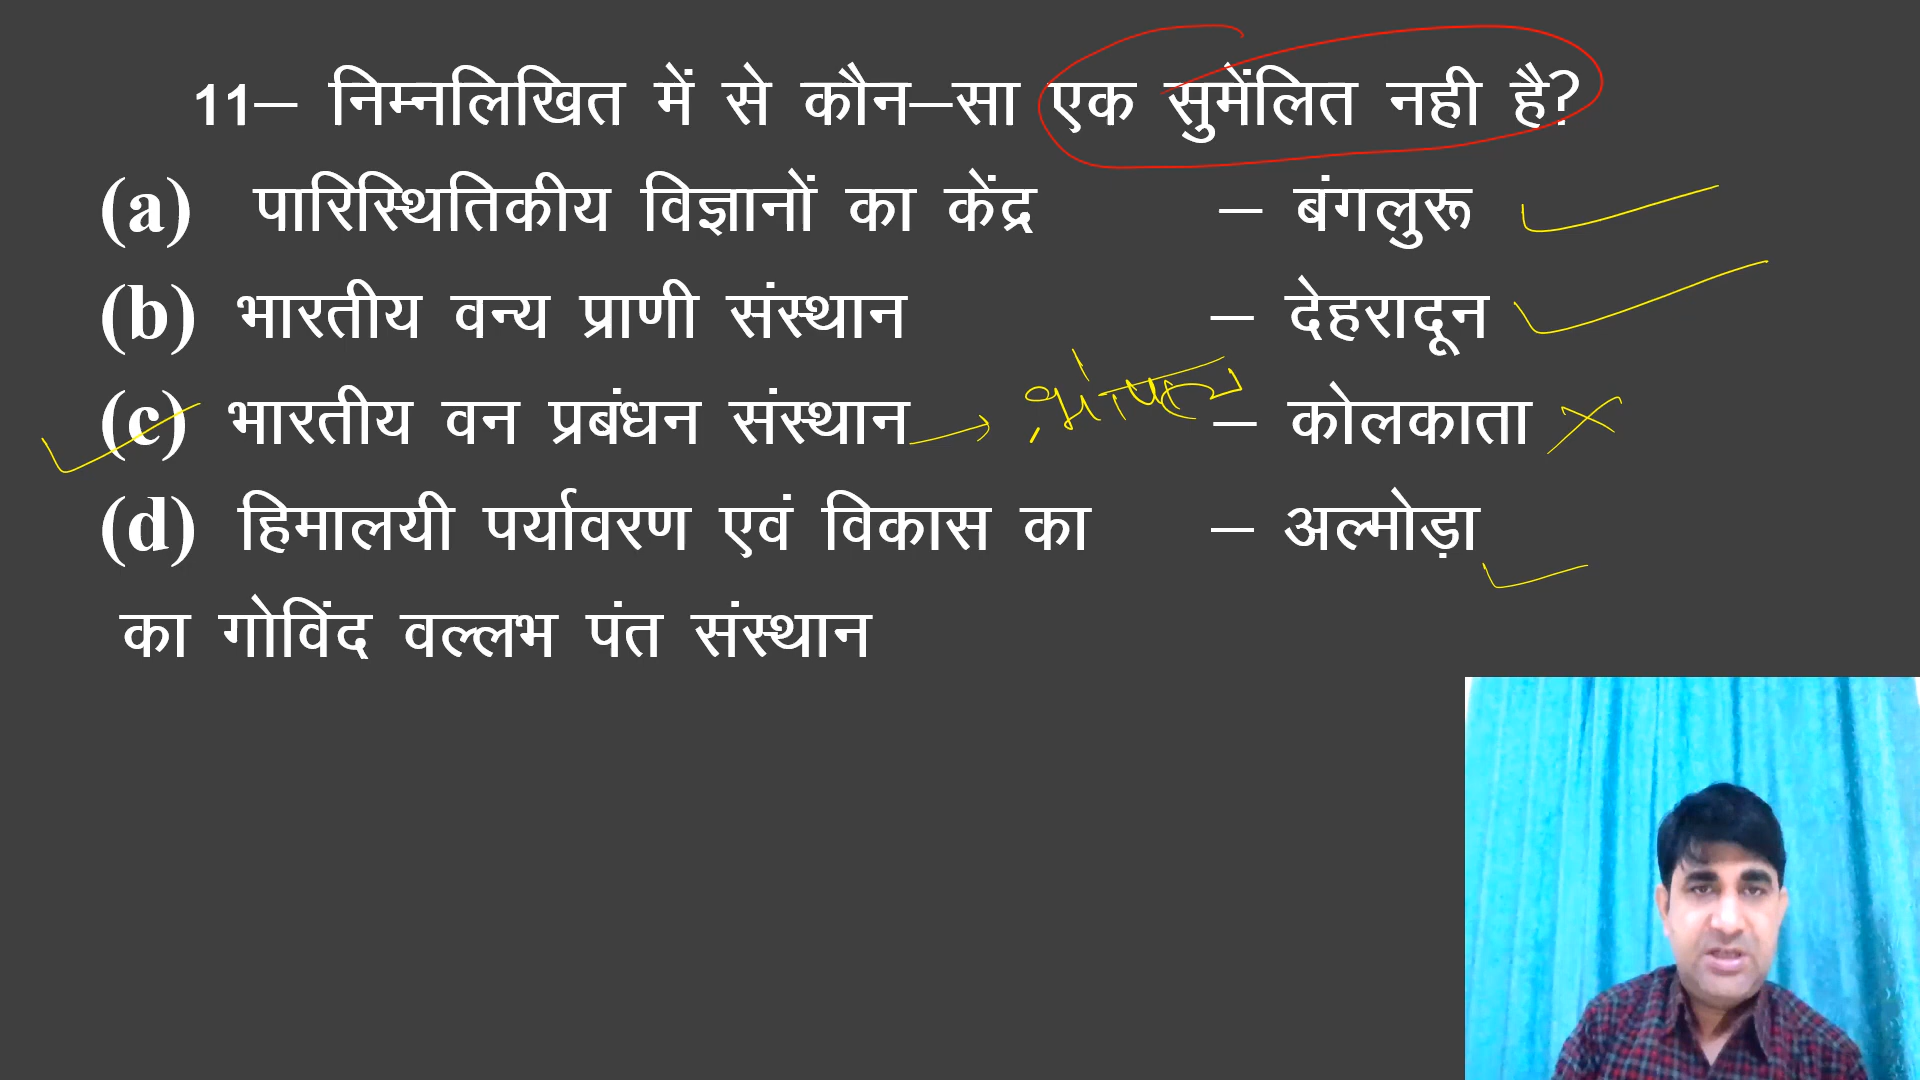 11– निम्नलिखित में से कौन–सा एक सुमेंलित नही है?
(a) पारिस्थितिकीय विज्ञानों का केंद्र – बंगलुरू
(b) भारतीय वन्य प्राणी संस्थान – देहरादून
(c) भारतीय वन प्रबंधन संस्थान → भोपाल – कोलकाता
(d) हिमालयी पर्यावरण एवं विकास का – अल्मोड़ा
का गोविंद वल्लभ पंत संस्थान